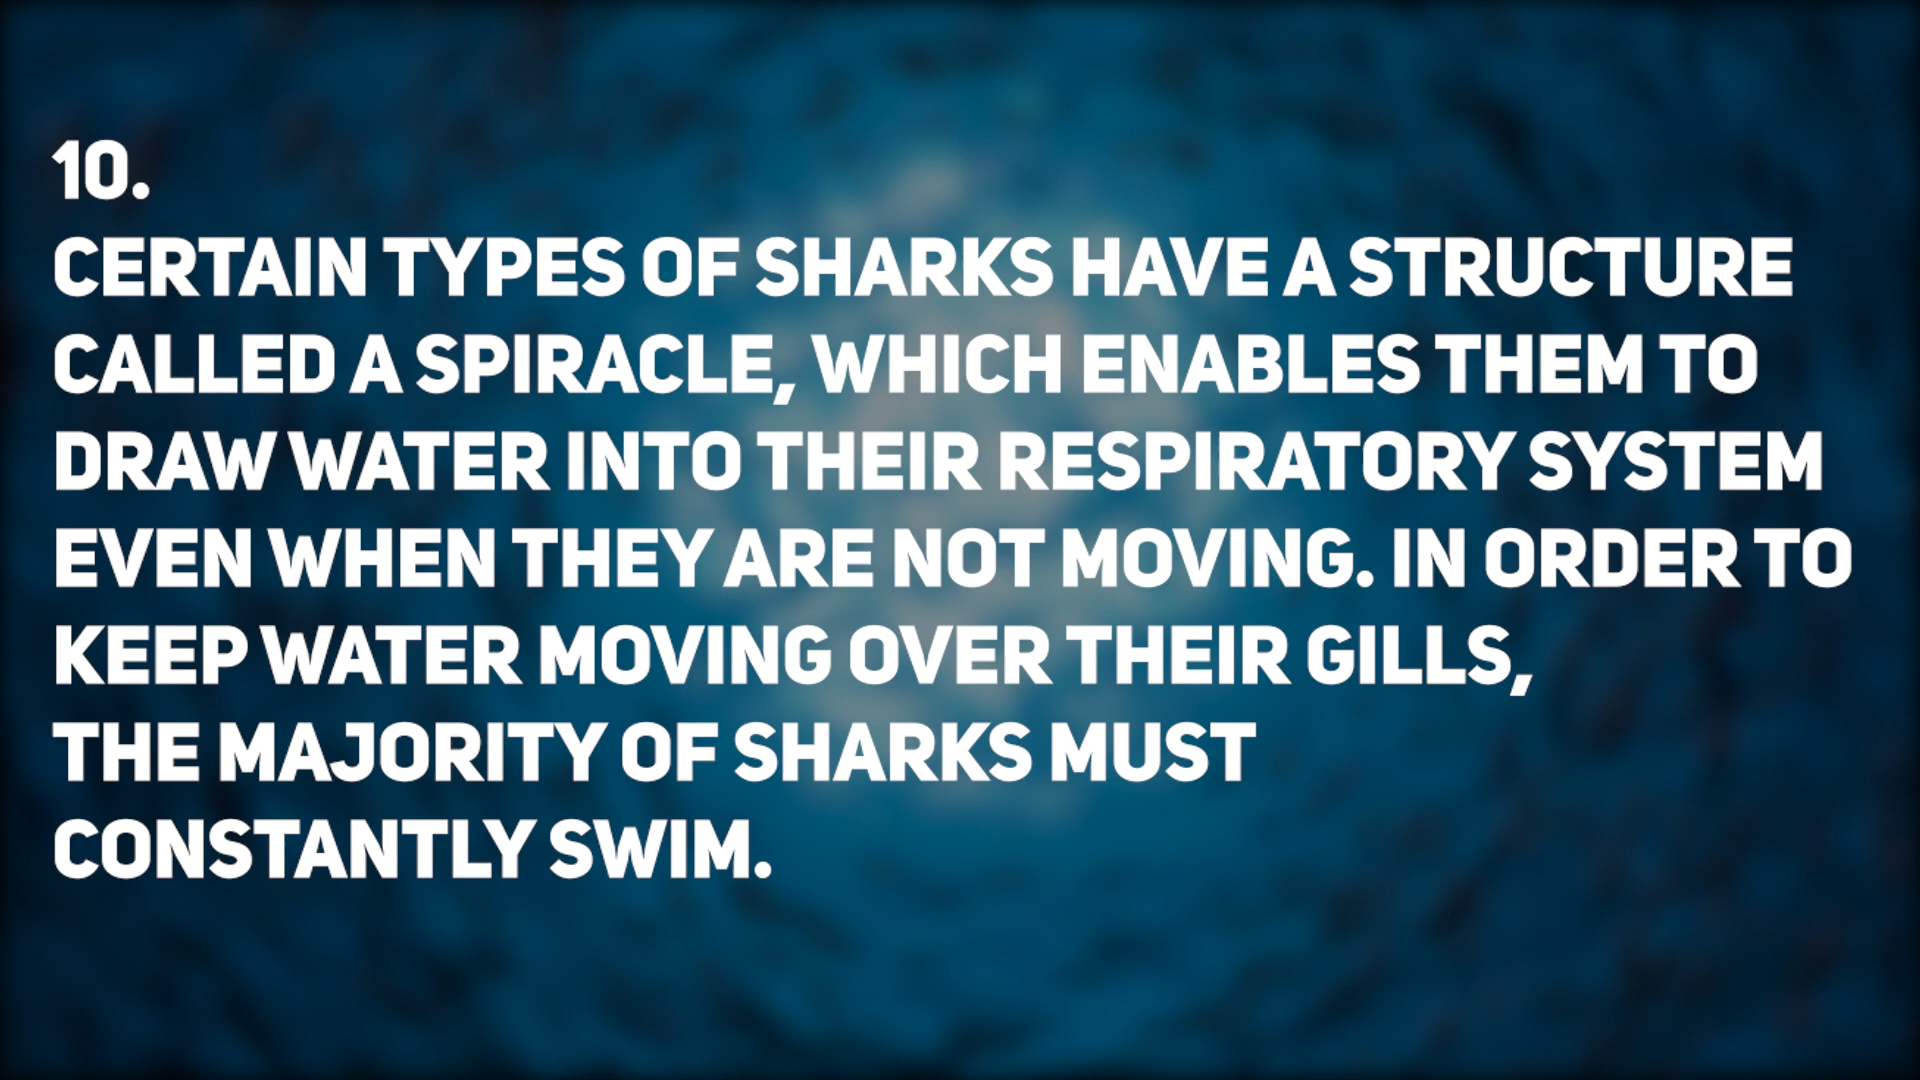 10.
CERTAIN TYPES OF SHARKS HAVE A STRUCTURE
CALLED A SPIRACLE, WHICH ENABLES THEM TO
DRAW WATER INTO THEIR RESPIRATORY SYSTEM
EVEN WHEN THEY ARE NOT MOVING. IN ORDER TO
KEEP WATER MOVING OVER THEIR GILLS,
THE MAJORITY OF SHARKS MUST
CONSTANTLY SWIM.